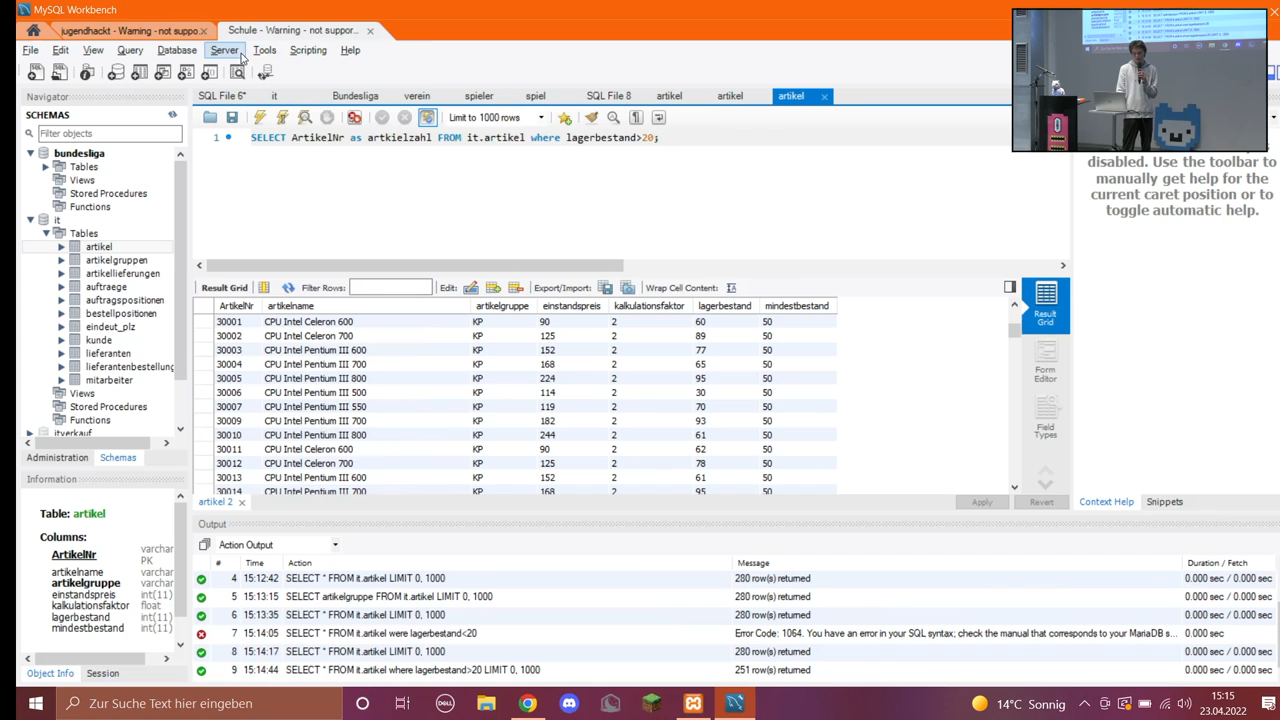 MySQL Workbench
jugendhackt - Warning - not suppo... x
Schule - Warning - not suppor... x
File Edit View Query Database Server Tools Scripting Help
Navigator
SQL File 6* it Bundesliga verein spieler spiel SQL File 8 artikel artikel artikel x
SCHEMAS
Limit to 1000 rows
Filter objects
1 SELECT ArtikelNr as artkielzahl FROM it.artikel where lagerbestand>20;
bundesliga
Tables
Views
Stored Procedures
Functions
it
Tables
artikel
artikelgruppen
artikellieferungen
auftraege
auftragspositionen
bestellpositionen
eindeut_plz
kunde
lieferanten
lieferantenbestellung
mitarbeiter
Views
Stored Procedures
Functions
itverkauf
Administration Schemas
Information
Table: artikel
Columns:
ArtikelNr varchar
PK
artikelname varchar
artikelgruppe varchar
einstandspreis int(11)
kalkulationsfaktor float
lagerbestand int(11)
mindestbestand int(11)
Object Info Session
Result Grid Filter Rows: Edit: Export/Import: Wrap Cell Content:
ArtikelNr artikelname artikelgruppe einstandspreis kalkulationsfaktor lagerbestand mindestbestand
30001 CPU Intel Celeron 600 KP 90 2 60 50
30002 CPU Intel Celeron 700 KP 125 2 89 50
30003 CPU Intel Pentium III 600 KP 152 2 77 50
30004 CPU Intel Pentium III 700 KP 168 2 65 50
30005 CPU Intel Pentium III 800 KP 224 2 95 50
30006 CPU Intel Pentium III 500 KP 114 2 30 50
30007 CPU Intel Pentium III 550 KP 119 2 70 50
30009 CPU Intel Pentium III 700 KP 182 2 93 50
30010 CPU Intel Pentium III 800 KP 244 2 61 50
30011 CPU Intel Celeron 600 KP 90 2 62 50
30012 CPU Intel Celeron 700 KP 125 2 78 50
30013 CPU Intel Pentium III 600 KP 152 2 61 50
30014 CPU Intel Pentium III 700 KP 168 2 95 50
Result
Grid
Form
Editor
Field
Types
artikel 2 x
Apply Revert
disabled. Use the toolbar to
manually get help for the
current caret position or to
toggle automatic help.
Context Help Snippets
Output
Action Output
# Time Action Message Duration / Fetch
4 15:12:42 SELECT * FROM it.artikel LIMIT 0, 1000 280 row(s) returned 0.000 sec / 0.000 sec
5 15:13:15 SELECT artikelgruppe FROM it.artikel LIMIT 0, 1000 280 row(s) returned 0.000 sec / 0.000 sec
6 15:13:35 SELECT * FROM it.artikel LIMIT 0, 1000 280 row(s) returned 0.000 sec / 0.000 sec
7 15:14:05 SELECT * FROM it.artikel were lagerbestand<20 Error Code: 1064. You have an error in your SQL syntax; check the manual that corresponds to your MariaDB s... 0.000 sec
8 15:14:17 SELECT * FROM it.artikel LIMIT 0, 1000 280 row(s) returned 0.000 sec / 0.000 sec
9 15:14:44 SELECT * FROM it.artikel where lagerbestand>20 LIMIT 0, 1000 251 row(s) returned 0.000 sec / 0.000 sec
Zur Suche Text hier eingeben
DELL
14°C Sonnig
15:15
23.04.2022